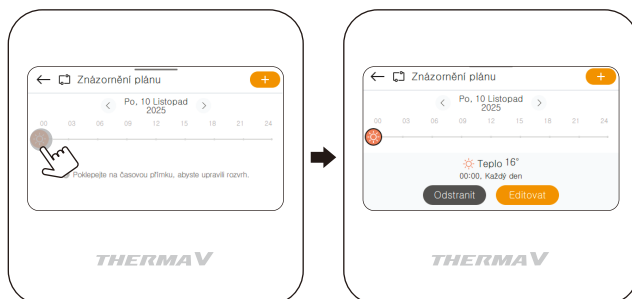 Znázornění plánu
+
Po, 10 Listopad
2025
00 03 06 09 12 15 18 21 24
Poklepejte na časovou přímku, abyste upravili rozvrh.
THERMA V
Znázornění plánu
+
Po, 10 Listopad
2025
00 03 06 09 12 15 18 21 24
Teplo 16°
00:00, Každý den
Odstranit
Editovat
THERMA V